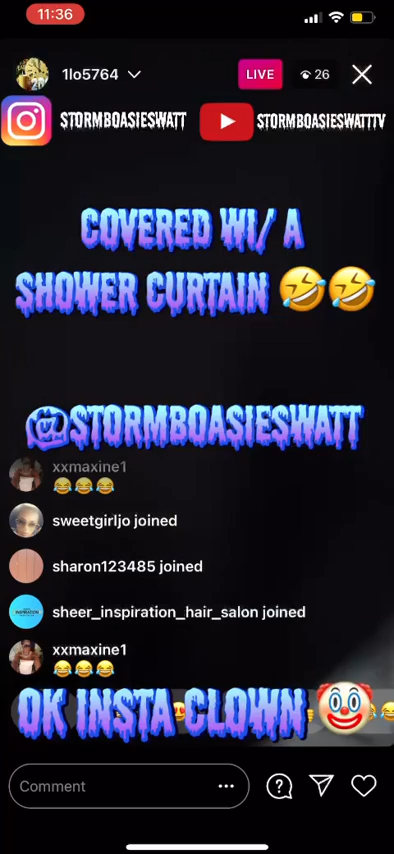 11:36
1lo5764
LIVE
26
STORMBOASIESWATT
STORMBOASIESWATTTV
COVERED W/ A
SHOWER CURTAIN 🤣🤣
@STORMBOASIESWATT
xxmaxine1
😂😂😂
sweetgirljo joined
sharon123485 joined
sheer_inspiration_hair_salon joined
xxmaxine1
😂😂😂
OK INSTA CLOWN 🤡
Comment